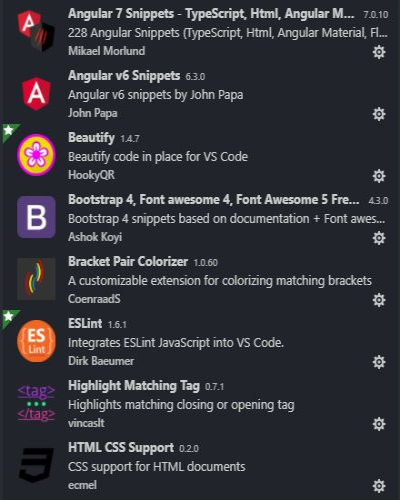 Angular 7 Snippets - TypeScript, Html, Angular M... 7.0.10
228 Angular Snippets (TypeScript, Html, Angular Material, Fl...
Mikael Morlund
A
Angular v6 Snippets 6.3.0
Angular v6 snippets by John Papa
John Papa
Beautify 1.4.7
Beautify code in place for VS Code
HookyQR
B
Bootstrap 4, Font awesome 4, Font Awesome 5 Fre... 4.3.0
Bootstrap 4 snippets based on documentation + Font awes...
Ashok Koyi
Bracket Pair Colorizer 1.0.60
A customizable extension for colorizing matching brackets
CoenraadS
{ES}
Lint
ESLint 1.6.1
Integrates ESLint JavaScript into VS Code.
Dirk Baeumer
<tag>
</tag>
Highlight Matching Tag 0.7.1
Highlights matching closing or opening tag
vincaslt
HTML CSS Support 0.2.0
CSS support for HTML documents
ecmel